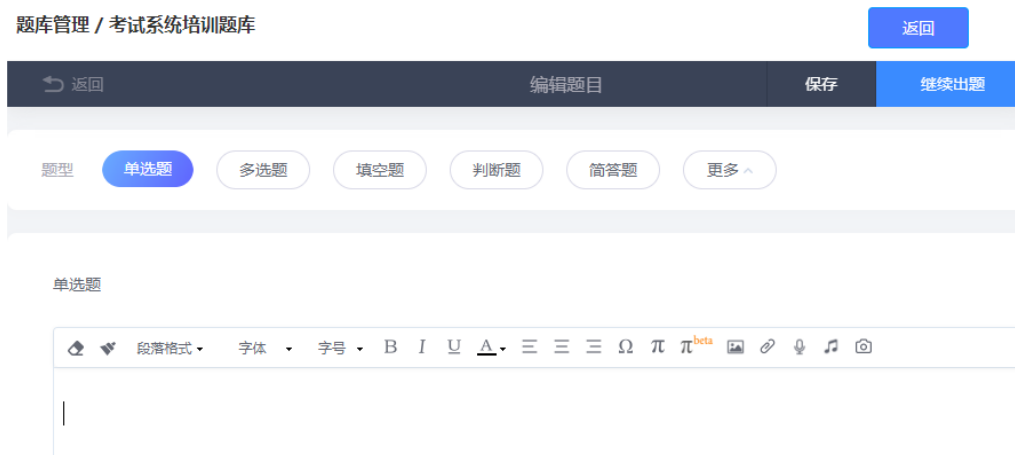 题库管理 / 考试系统培训题库 返回
返回 编辑题目 保存 继续出题
题型 单选题 多选题 填空题 判断题 简答题 更多
单选题
段落格式 字体 字号 B I U A Ω π π beta